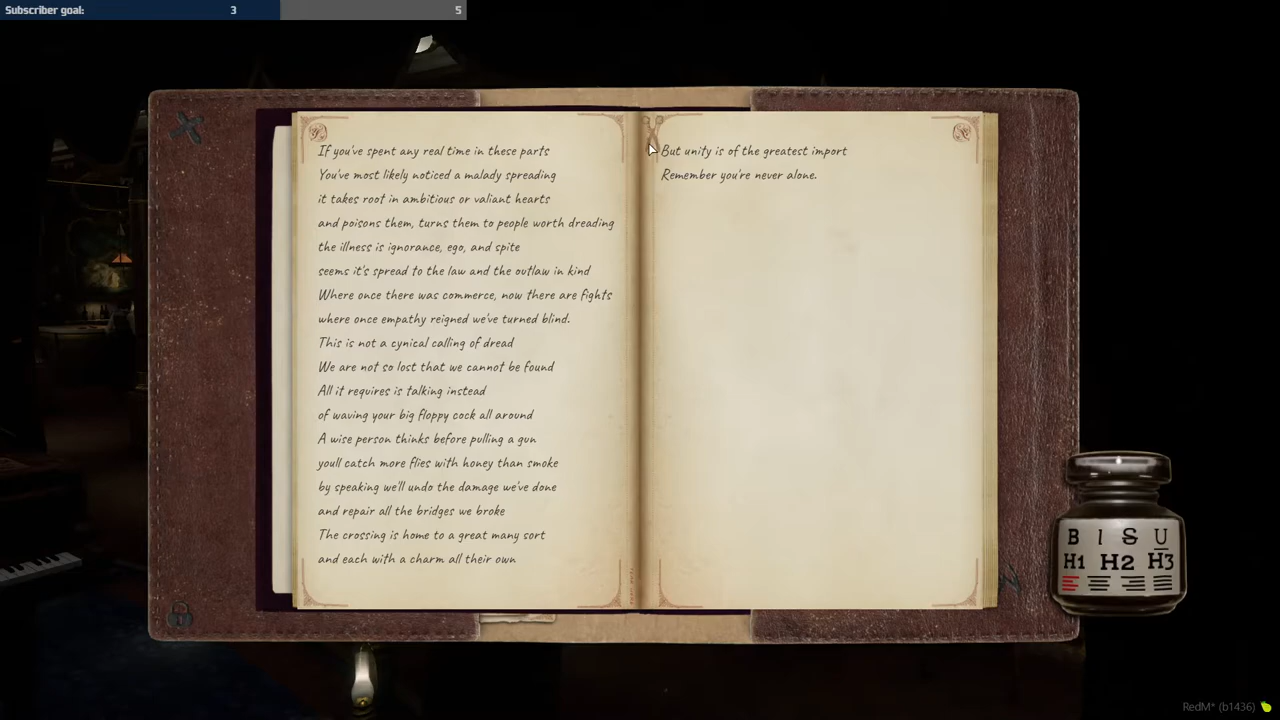 Subscriber goal: 3 5
If you've spent any real time in these parts
You've most likely noticed a malady spreading
it takes root in ambitious or valiant hearts
and poisons them, turns them to people worth dreading
the illness is ignorance, ego, and spite
seems it's spread to the law and the outlaw in kind
Where once there was commerce, now there are fights
where once empathy reigned we've turned blind.
This is not a cynical calling of dread
We are not so lost that we cannot be found
All it requires is talking instead
of waving your big floppy cock all around
A wise person thinks before pulling a gun
youll catch more flies with honey than smoke
by speaking we'll undo the damage we've done
and repair all the bridges we broke
The crossing is home to a great many sort
and each with a charm all their own
But unity is of the greatest import
Remember you're never alone.
B I S U
H1 H2 H3
RedM* (b1436)